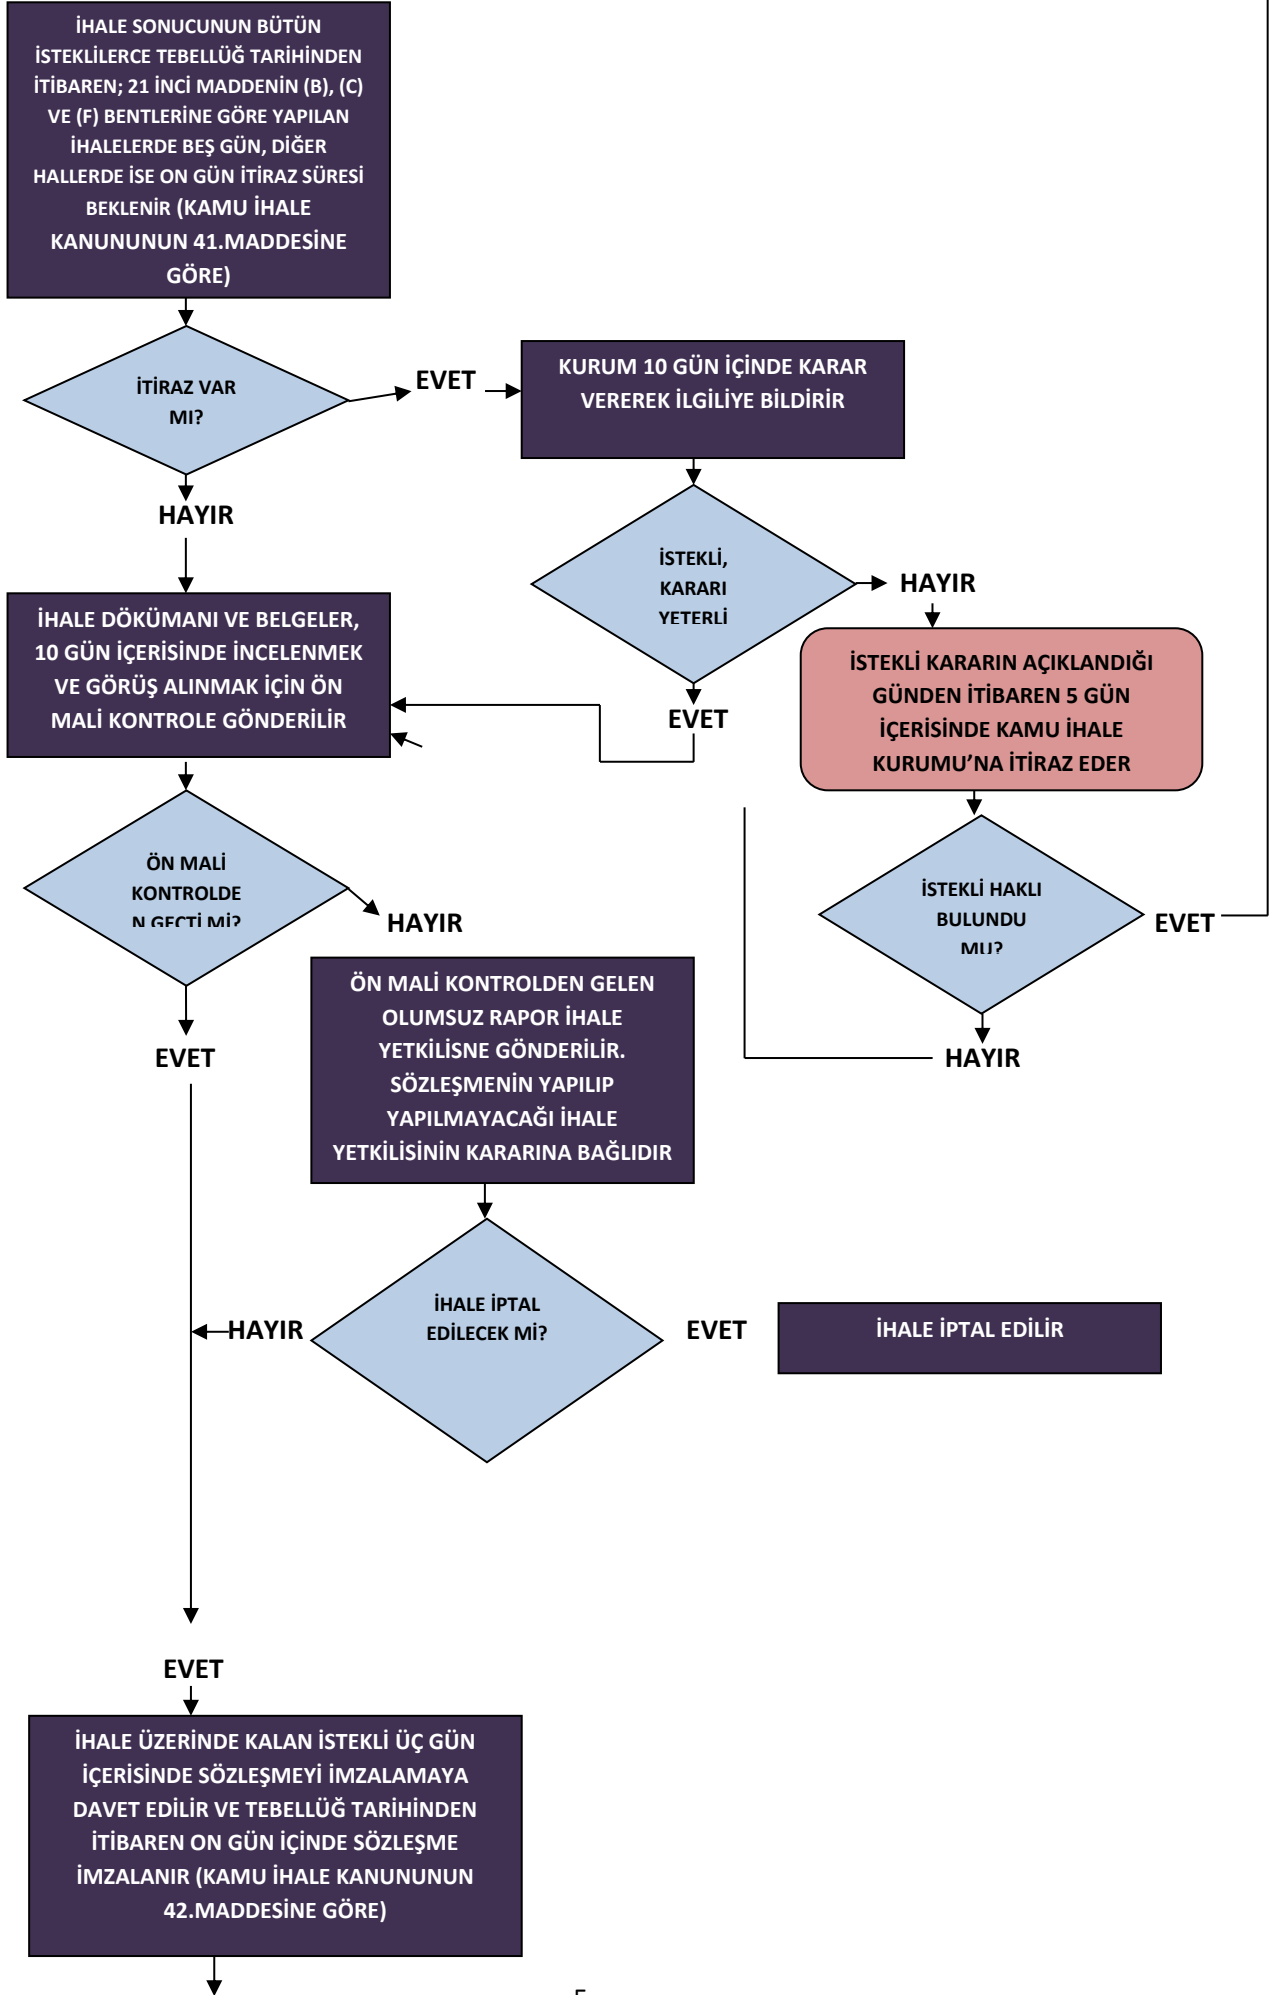 İHALE SONUCUNUN BÜTÜN
İSTEKLİLERCE TEBELLÜĞ TARİHİNDEN
İTİBAREN; 21 İNCİ MADDENİN (B), (C)
VE (F) BENTLERİNE GÖRE YAPILAN
İHALELERDE BEŞ GÜN, DİĞER
HALLERDE İSE ON GÜN İTİRAZ SÜRESİ
BEKLENİR (KAMU İHALE
KANUNUNUN 41.MADDESİNE
GÖRE)
İTİRAZ VAR
MI?
EVET
KURUM 10 GÜN İÇİNDE KARAR
VEREREK İLGİLİYE BİLDİRİR
HAYIR
İSTEKLİ,
KARARI
YETERLİ
HAYIR
İHALE DÖKÜMANI VE BELGELER,
10 GÜN İÇERİSİNDE İNCELENMEK
VE GÖRÜŞ ALINMAK İÇİN ÖN
MALİ KONTROLE GÖNDERİLİR
EVET
İSTEKLİ KARARIN AÇIKLANDIĞI
GÜNDEN İTİBAREN 5 GÜN
İÇERİSİNDE KAMU İHALE
KURUMU'NA İTİRAZ EDER
ÖN MALİ
KONTROLDE
N GEÇTİ Mİ?
HAYIR
İSTEKLİ HAKLI
BULUNDU
MU?
EVET
HAYIR
EVET
ÖN MALİ KONTROLDEN GELEN
OLUMSUZ RAPOR İHALE
YETKİLİSNE GÖNDERİLİR.
SÖZLEŞMENİN YAPILIP
YAPILMAYACAĞI İHALE
YETKİLİSİNİN KARARINA BAĞLIDIR
HAYIR
İHALE İPTAL
EDİLECEK Mİ?
EVET
İHALE İPTAL EDİLİR
EVET
İHALE ÜZERİNDE KALAN İSTEKLİ ÜÇ GÜN
İÇERİSİNDE SÖZLEŞMEYİ İMZALAMAYA
DAVET EDİLİR VE TEBELLÜĞ TARİHİNDEN
İTİBAREN ON GÜN İÇİNDE SÖZLEŞME
İMZALANIR (KAMU İHALE KANUNUNUN
42.MADDESİNE GÖRE)